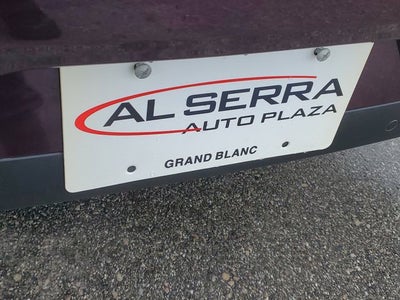 AL SERRA
AUTO PLAZA
GRAND BLANC